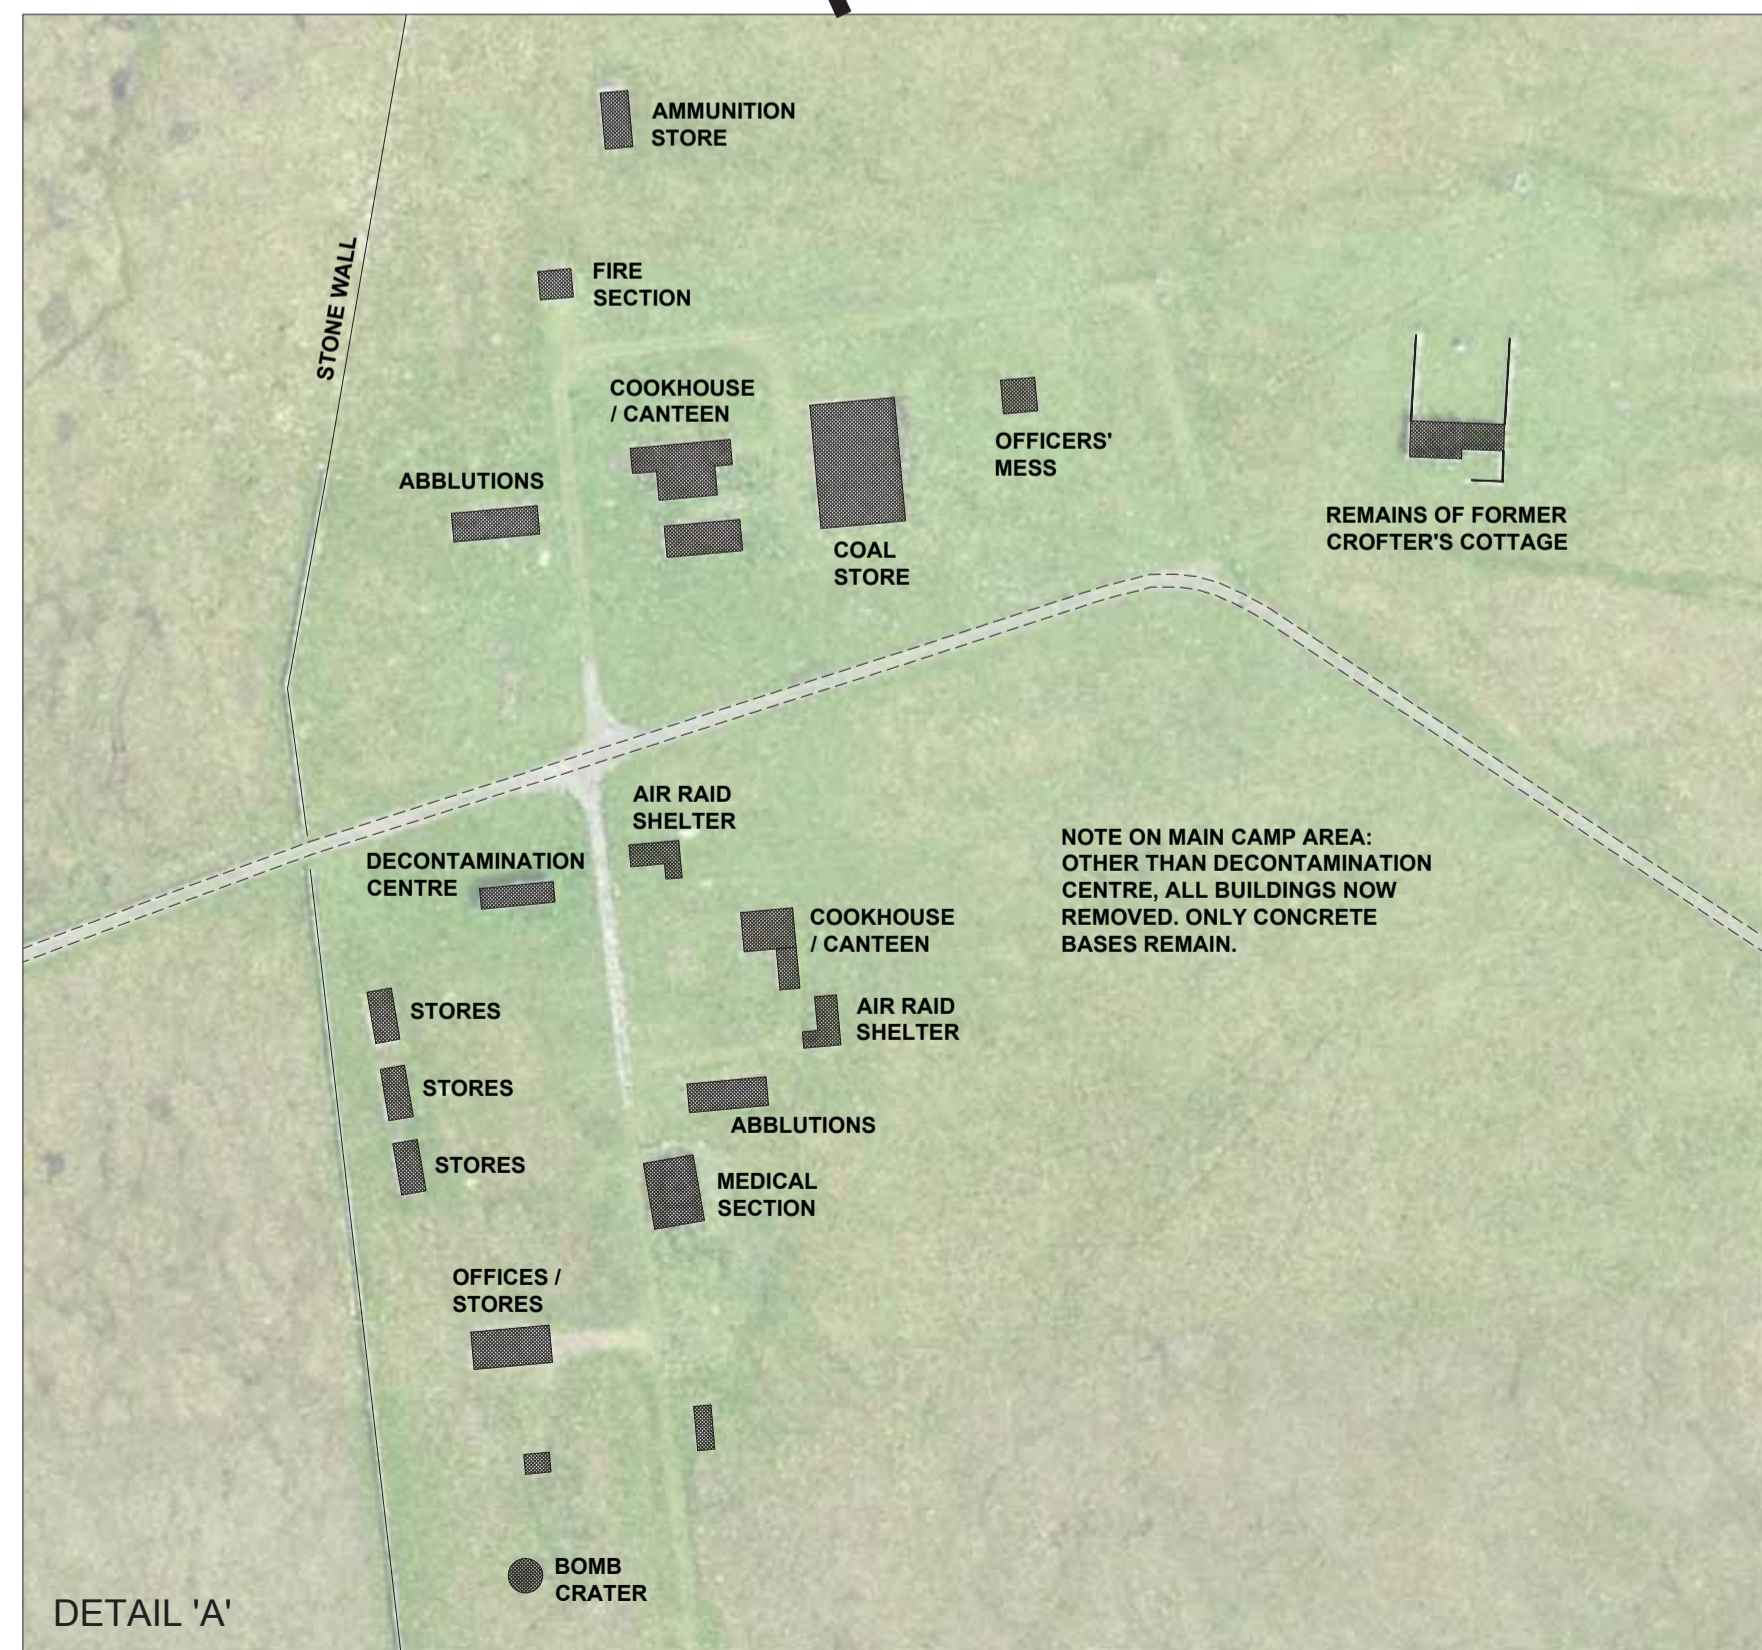 AMMUNITION
STORE
STONE WALL
FIRE
SECTION
COOKHOUSE
/ CANTEEN
OFFICERS'
MESS
ABBLUTIONS
REMAINS OF FORMER
CROFTER'S COTTAGE
COAL
STORE
AIR RAID
SHELTER
DECONTAMINATION
CENTRE
NOTE ON MAIN CAMP AREA:
OTHER THAN DECONTAMINATION
CENTRE, ALL BUILDINGS NOW
REMOVED. ONLY CONCRETE
BASES REMAIN.
COOKHOUSE
/ CANTEEN
STORES
AIR RAID
SHELTER
STORES
ABBLUTIONS
STORES
MEDICAL
SECTION
OFFICES /
STORES
BOMB
CRATER
DETAIL 'A'